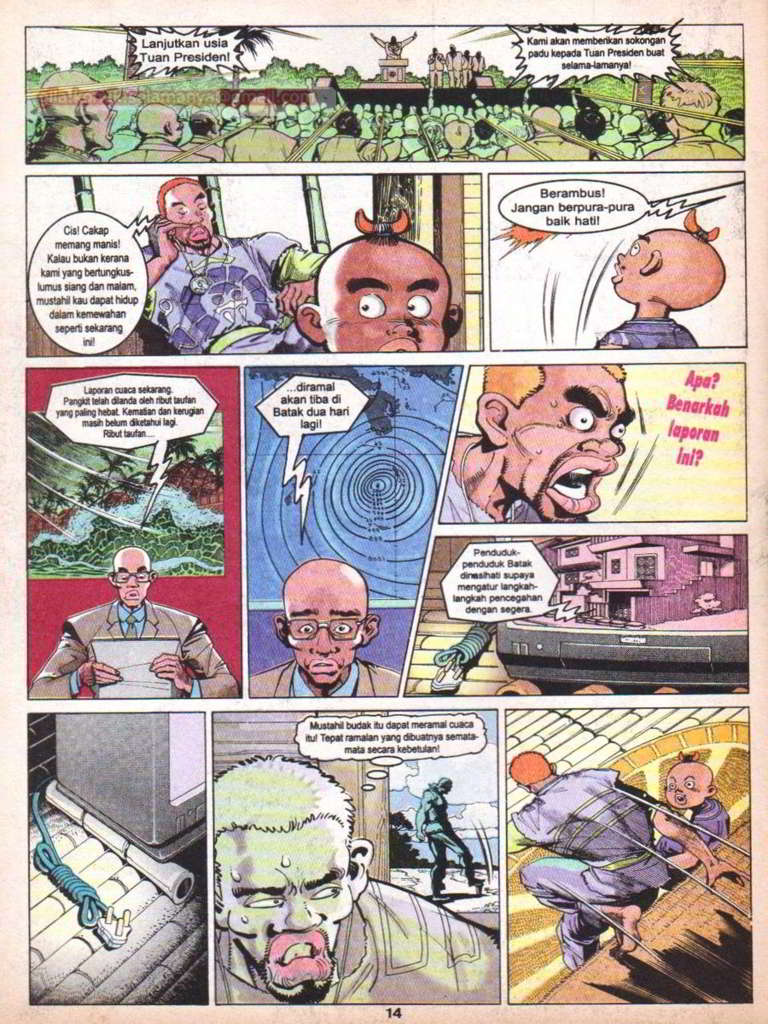 Lanjutkan usia
Tuan Presiden!
Kami akan memberikan sokongan
padu kepada Tuan Presiden buat
selama-lamanya!
Cis! Cakap
memang manis!
Kalau bukan kerana
kami yang bertungkus-
lumus siang dan malam,
mustahil kau dapat hidup
dalam kemewahan
seperti sekarang
ini!
Berambus!
Jangan berpura-pura
baik hati!
Laporan cuaca sekarang.
Pangkit telah dilanda oleh ribut taufan
yang paling hebat. Kematian dan kerugian
masih belum diketahui lagi.
Ribut taufan....
...diramal
akan tiba di
Batak dua hari
lagi!
Apa?
Benarkah
laporan
ini?
Penduduk-
penduduk Batak
dinasihati supaya
mengatur langkah-
langkah pencegahan
dengan segera.
Mustahil budak itu dapat meramal cuaca
itu! Tepat ramalan yang dibuatnya semata-
mata secara kebetulan!
14